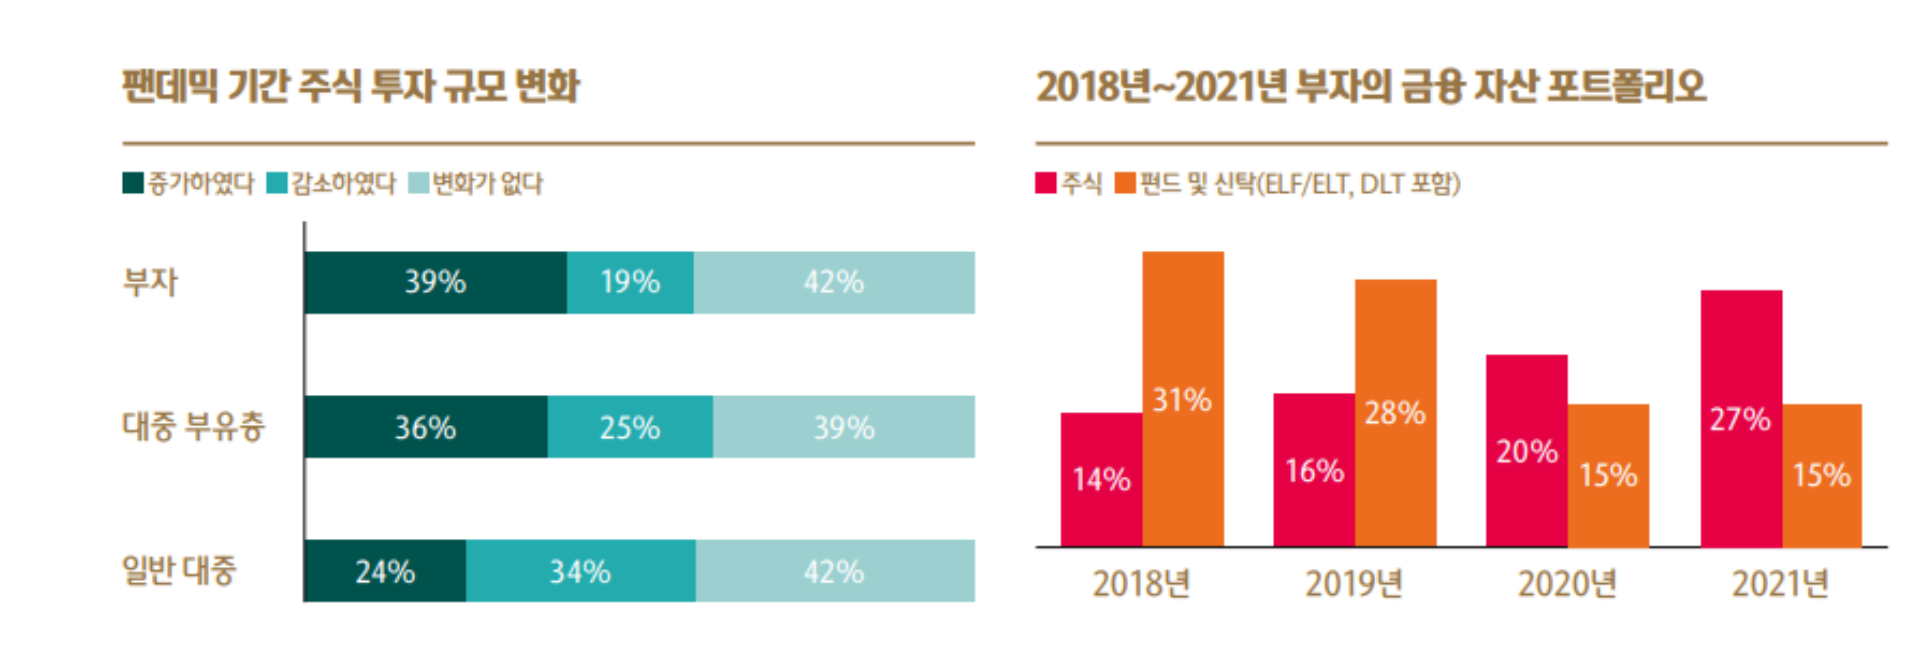 팬데믹 기간 주식 투자 규모 변화
증가하였다 감소하였다 변화가 없다
부자 39% 19% 42%
대중 부유층 36% 25% 39%
일반 대중 24% 34% 42%
2018년~2021년 부자의 금융 자산 포트폴리오
주식 펀드 및 신탁(ELF/ELT, DLT 포함)
14% 31% 16% 28% 20% 15% 27% 15%
2018년 2019년 2020년 2021년